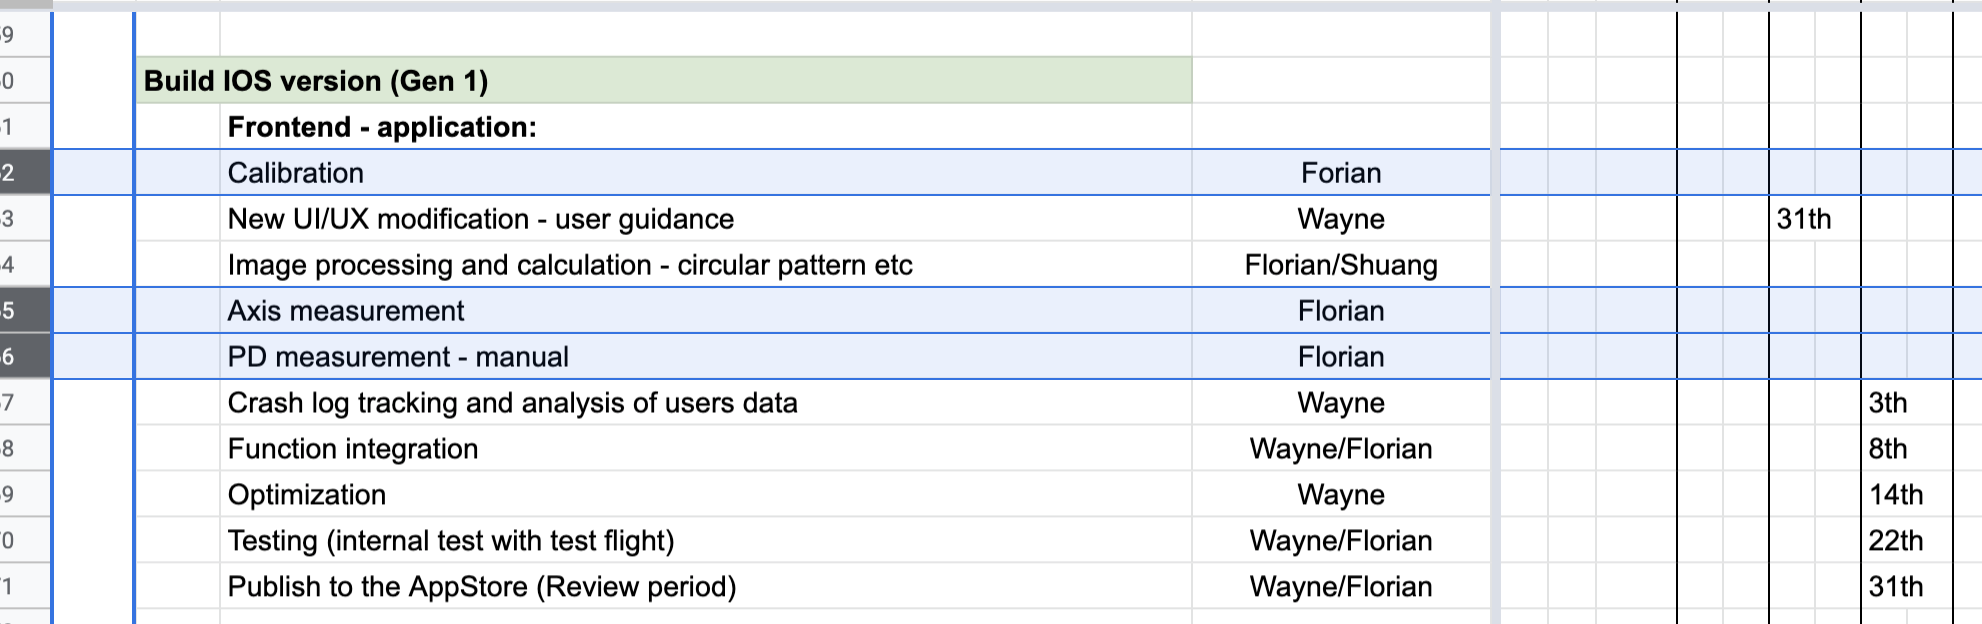 9
0 Build IOS version (Gen 1)
1 Frontend - application:
2 Calibration Forian
3 New UI/UX modification - user guidance Wayne 31th
4 Image processing and calculation - circular pattern etc Florian/Shuang
5 Axis measurement Florian
6 PD measurement - manual Florian
7 Crash log tracking and analysis of users data Wayne 3th
8 Function integration Wayne/Florian 8th
9 Optimization Wayne 14th
0 Testing (internal test with test flight) Wayne/Florian 22th
1 Publish to the AppStore (Review period) Wayne/Florian 31th